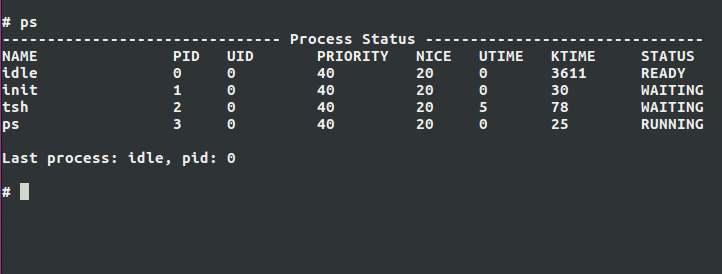 # ps
------------------------------- Process Status -------------------------------
NAME PID UID PRIORITY NICE UTIME KTIME STATUS
idle 0 0 40 20 0 3611 READY
init 1 0 40 20 0 30 WAITING
tsh 2 0 40 20 5 78 WAITING
ps 3 0 40 20 0 25 RUNNING
Last process: idle, pid: 0
#